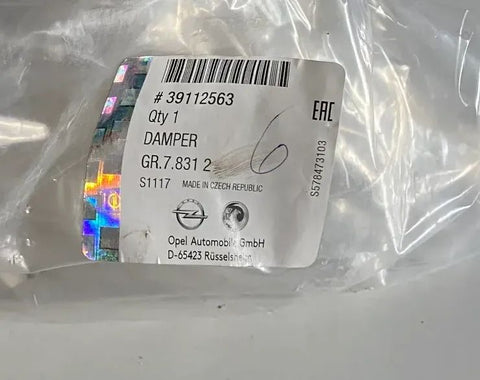 # 39112563
Qty 1
DAMPER
GR.7.831 2
6
S1117 MADE IN CZECH REPUBLIC
Opel Automobile GmbH
D-65423 Rüsselsheim
EAC
S578473103